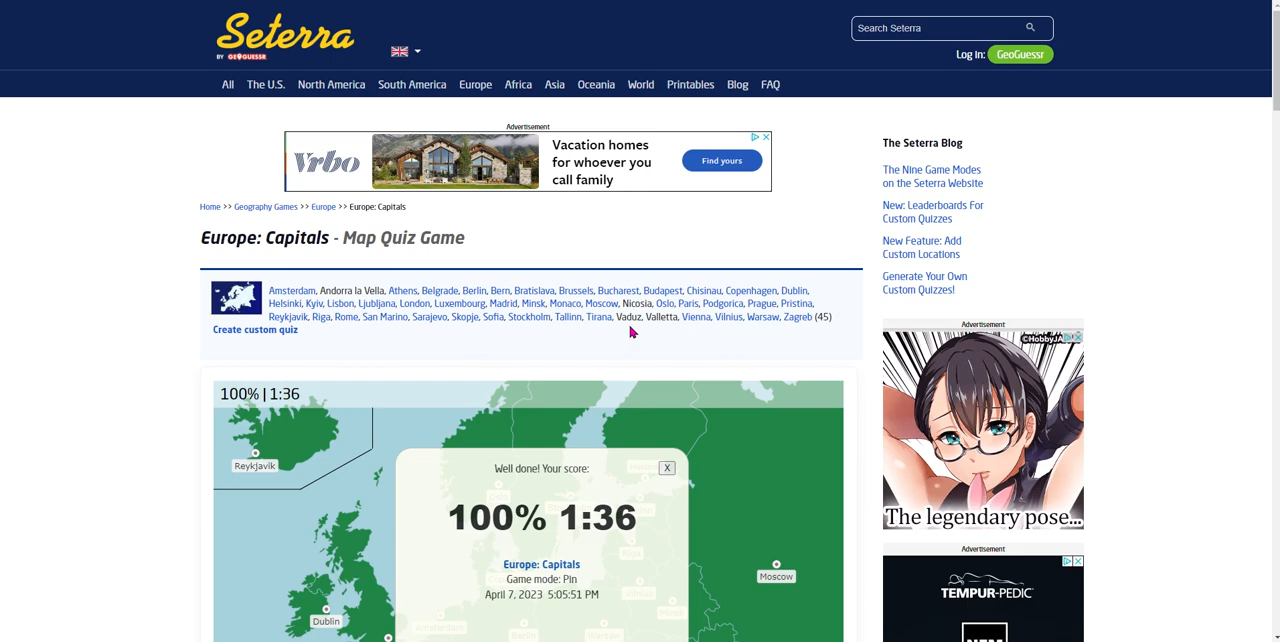 Seterra
BY GEOGUESSR
Search Seterra
Log in: GeoGuessr
All The U.S. North America South America Europe Africa Asia Oceania World Printables Blog FAQ
Advertisement
Vrbo
Vacation homes
for whoever you
call family
Find yours
Home >> Geography Games >> Europe >> Europe: Capitals
Europe: Capitals - Map Quiz Game
Amsterdam, Andorra la Vella, Athens, Belgrade, Berlin, Bern, Bratislava, Brussels, Bucharest, Budapest, Chisinau, Copenhagen, Dublin,
Helsinki, Kyiv, Lisbon, Ljubljana, London, Luxembourg, Madrid, Minsk, Monaco, Moscow, Nicosia, Oslo, Paris, Podgorica, Prague, Pristina,
Reykjavik, Riga, Rome, San Marino, Sarajevo, Skopje, Sofia, Stockholm, Tallinn, Tirana, Vaduz, Valletta, Vienna, Vilnius, Warsaw, Zagreb (45)
Create custom quiz
100% | 1:36
Reykjavik
Well done! Your score:
X
100% 1:36
Europe: Capitals
Game mode: Pin
April 7, 2023 5:05:51 PM
Riga
Moscow
Dublin
Amsterdam
Berlin
Warsaw
Minsk
The Seterra Blog
The Nine Game Modes
on the Seterra Website
New: Leaderboards For
Custom Quizzes
New Feature: Add
Custom Locations
Generate Your Own
Custom Quizzes!
Advertisement
The legendary pose...
Advertisement
TEMPUR-PEDIC